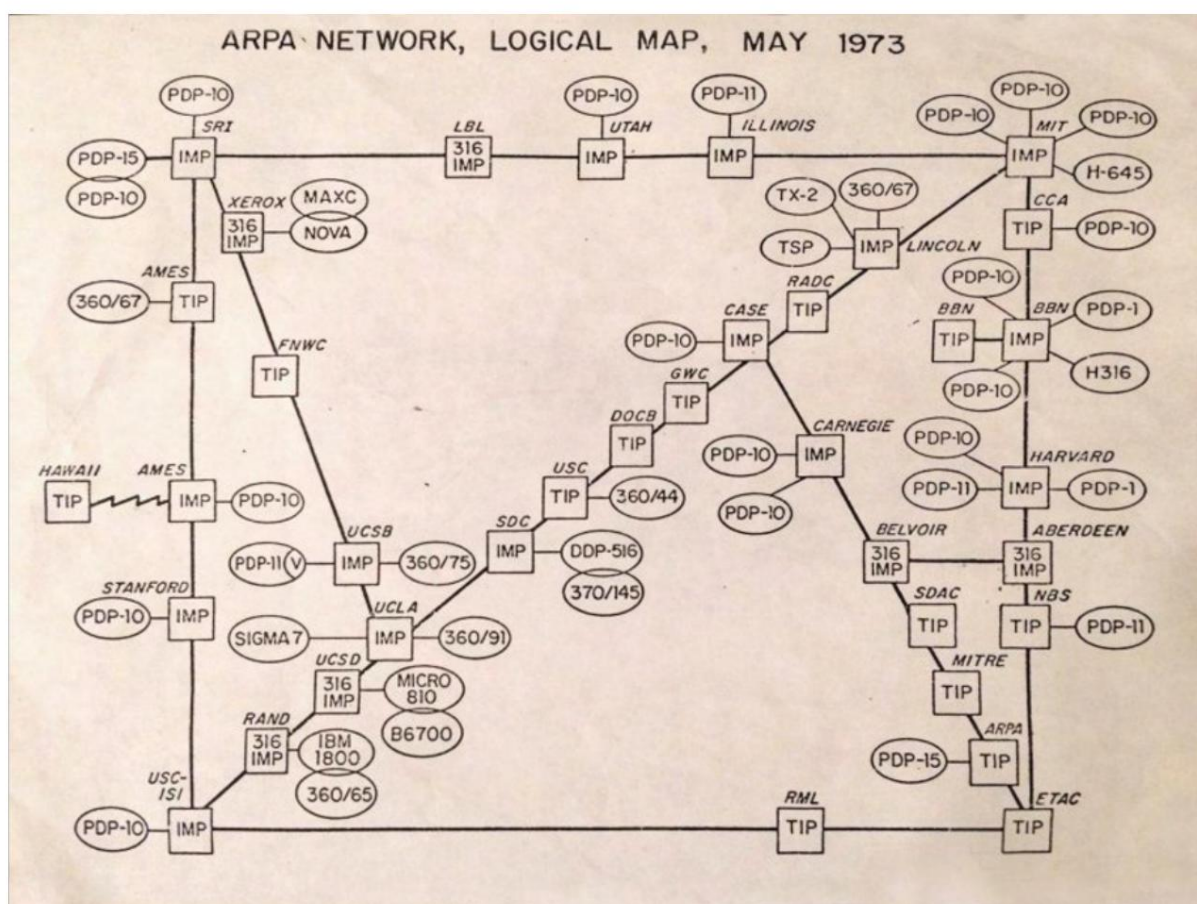 ARPA NETWORK, LOGICAL MAP, MAY 1973
PDP-10
SRI
IMP
PDP-15
PDP-10
LBL
316
IMP
PDP-10
UTAH
IMP
PDP-11
ILLINOIS
IMP
PDP-10
PDP-10
PDP-10
MIT
IMP
H-645
XEROX
316
IMP
MAXC
NOVA
TX-2
360/67
TSP
IMP
LINCOLN
CCA
TIP
PDP-10
AMES
360/67
TIP
RADC
TIP
CASE
PDP-10
IMP
PDP-10
BBN
TIP
BBN
IMP
PDP-1
H316
PDP-10
FNWC
TIP
GWC
TIP
DOCB
TIP
CARNEGIE
PDP-10
IMP
PDP-10
PDP-10
HARVARD
PDP-11
IMP
PDP-1
HAWAII
TIP
AMES
IMP
PDP-10
USC
TIP
360/44
SDC
IMP
DDP-516
370/145
UCSB
PDP-11
V
IMP
360/75
BELVOIR
316
IMP
ABERDEEN
316
IMP
STANFORD
PDP-10
IMP
UCLA
SIGMA 7
IMP
360/91
SDAC
TIP
NBS
TIP
PDP-11
UCSD
316
IMP
MICRO
810
B6700
MITRE
TIP
RAND
316
IMP
IBM
1800
360/65
ARPA
PDP-15
TIP
USC-
ISI
PDP-10
IMP
RML
TIP
ETAC
TIP